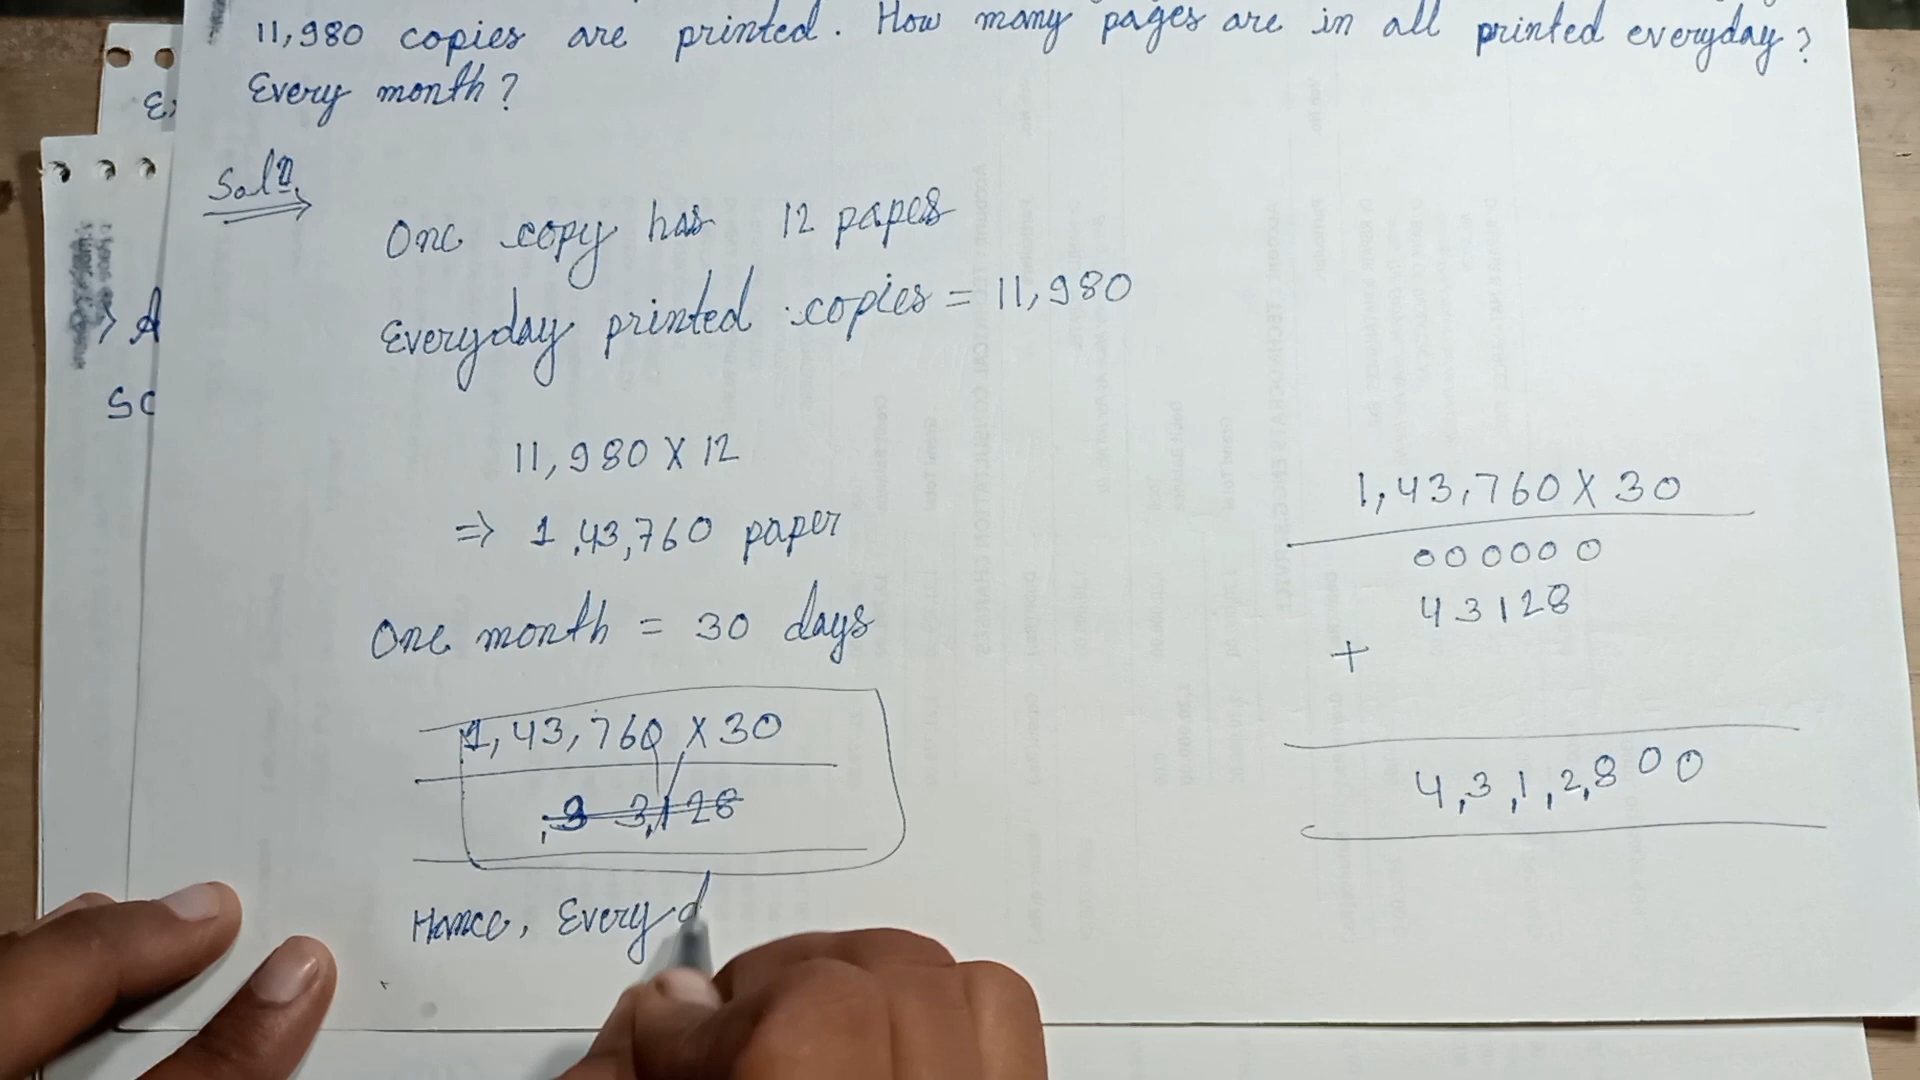 11,980 copies are printed. How many pages are in all printed everyday?
Every month?
Solⁿ
One copy has 12 papes
Everyday printed copies = 11,980
11,980 X 12
⇒ 1,43,760 paper
One month = 30 days
1,43,760 X 30
Hance, Every d
1,43,760 X 30
000000
43128
+
4,3,1,2,800